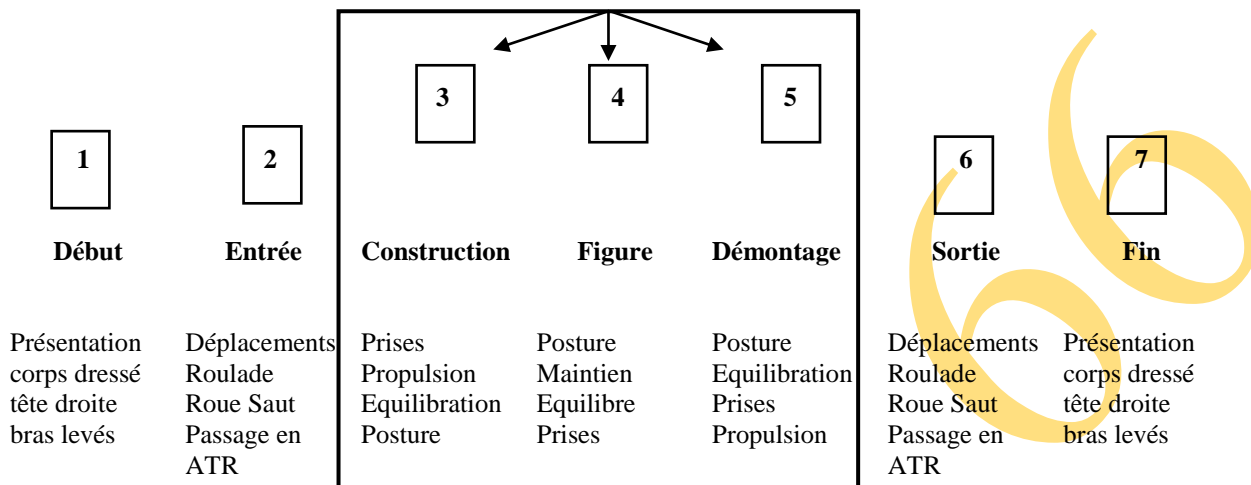 3 4 5
1 2 6 7
Début Entrée Construction Figure Démontage Sortie Fin
Présentation Déplacements Prises Posture Posture Déplacements Présentation
corps dressé Roulade Propulsion Maintien Equilibration Roulade corps dressé
tête droite Roue Saut Equilibration Equilibre Prises Roue Saut tête droite
bras levés Passage en Posture Prises Propulsion Passage en bras levés
ATR ATR
66